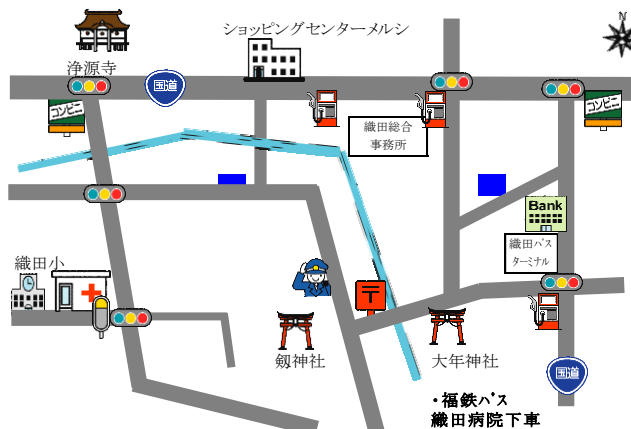 N
ショッピングセンターメルシ
浄源寺
国道
コンビニ
コンビニ
織田総合
事務所
Bank
織田バス
ターミナル
織田小
〒
剱神社
大年神社
国道
・福鉄バス
織田病院下車